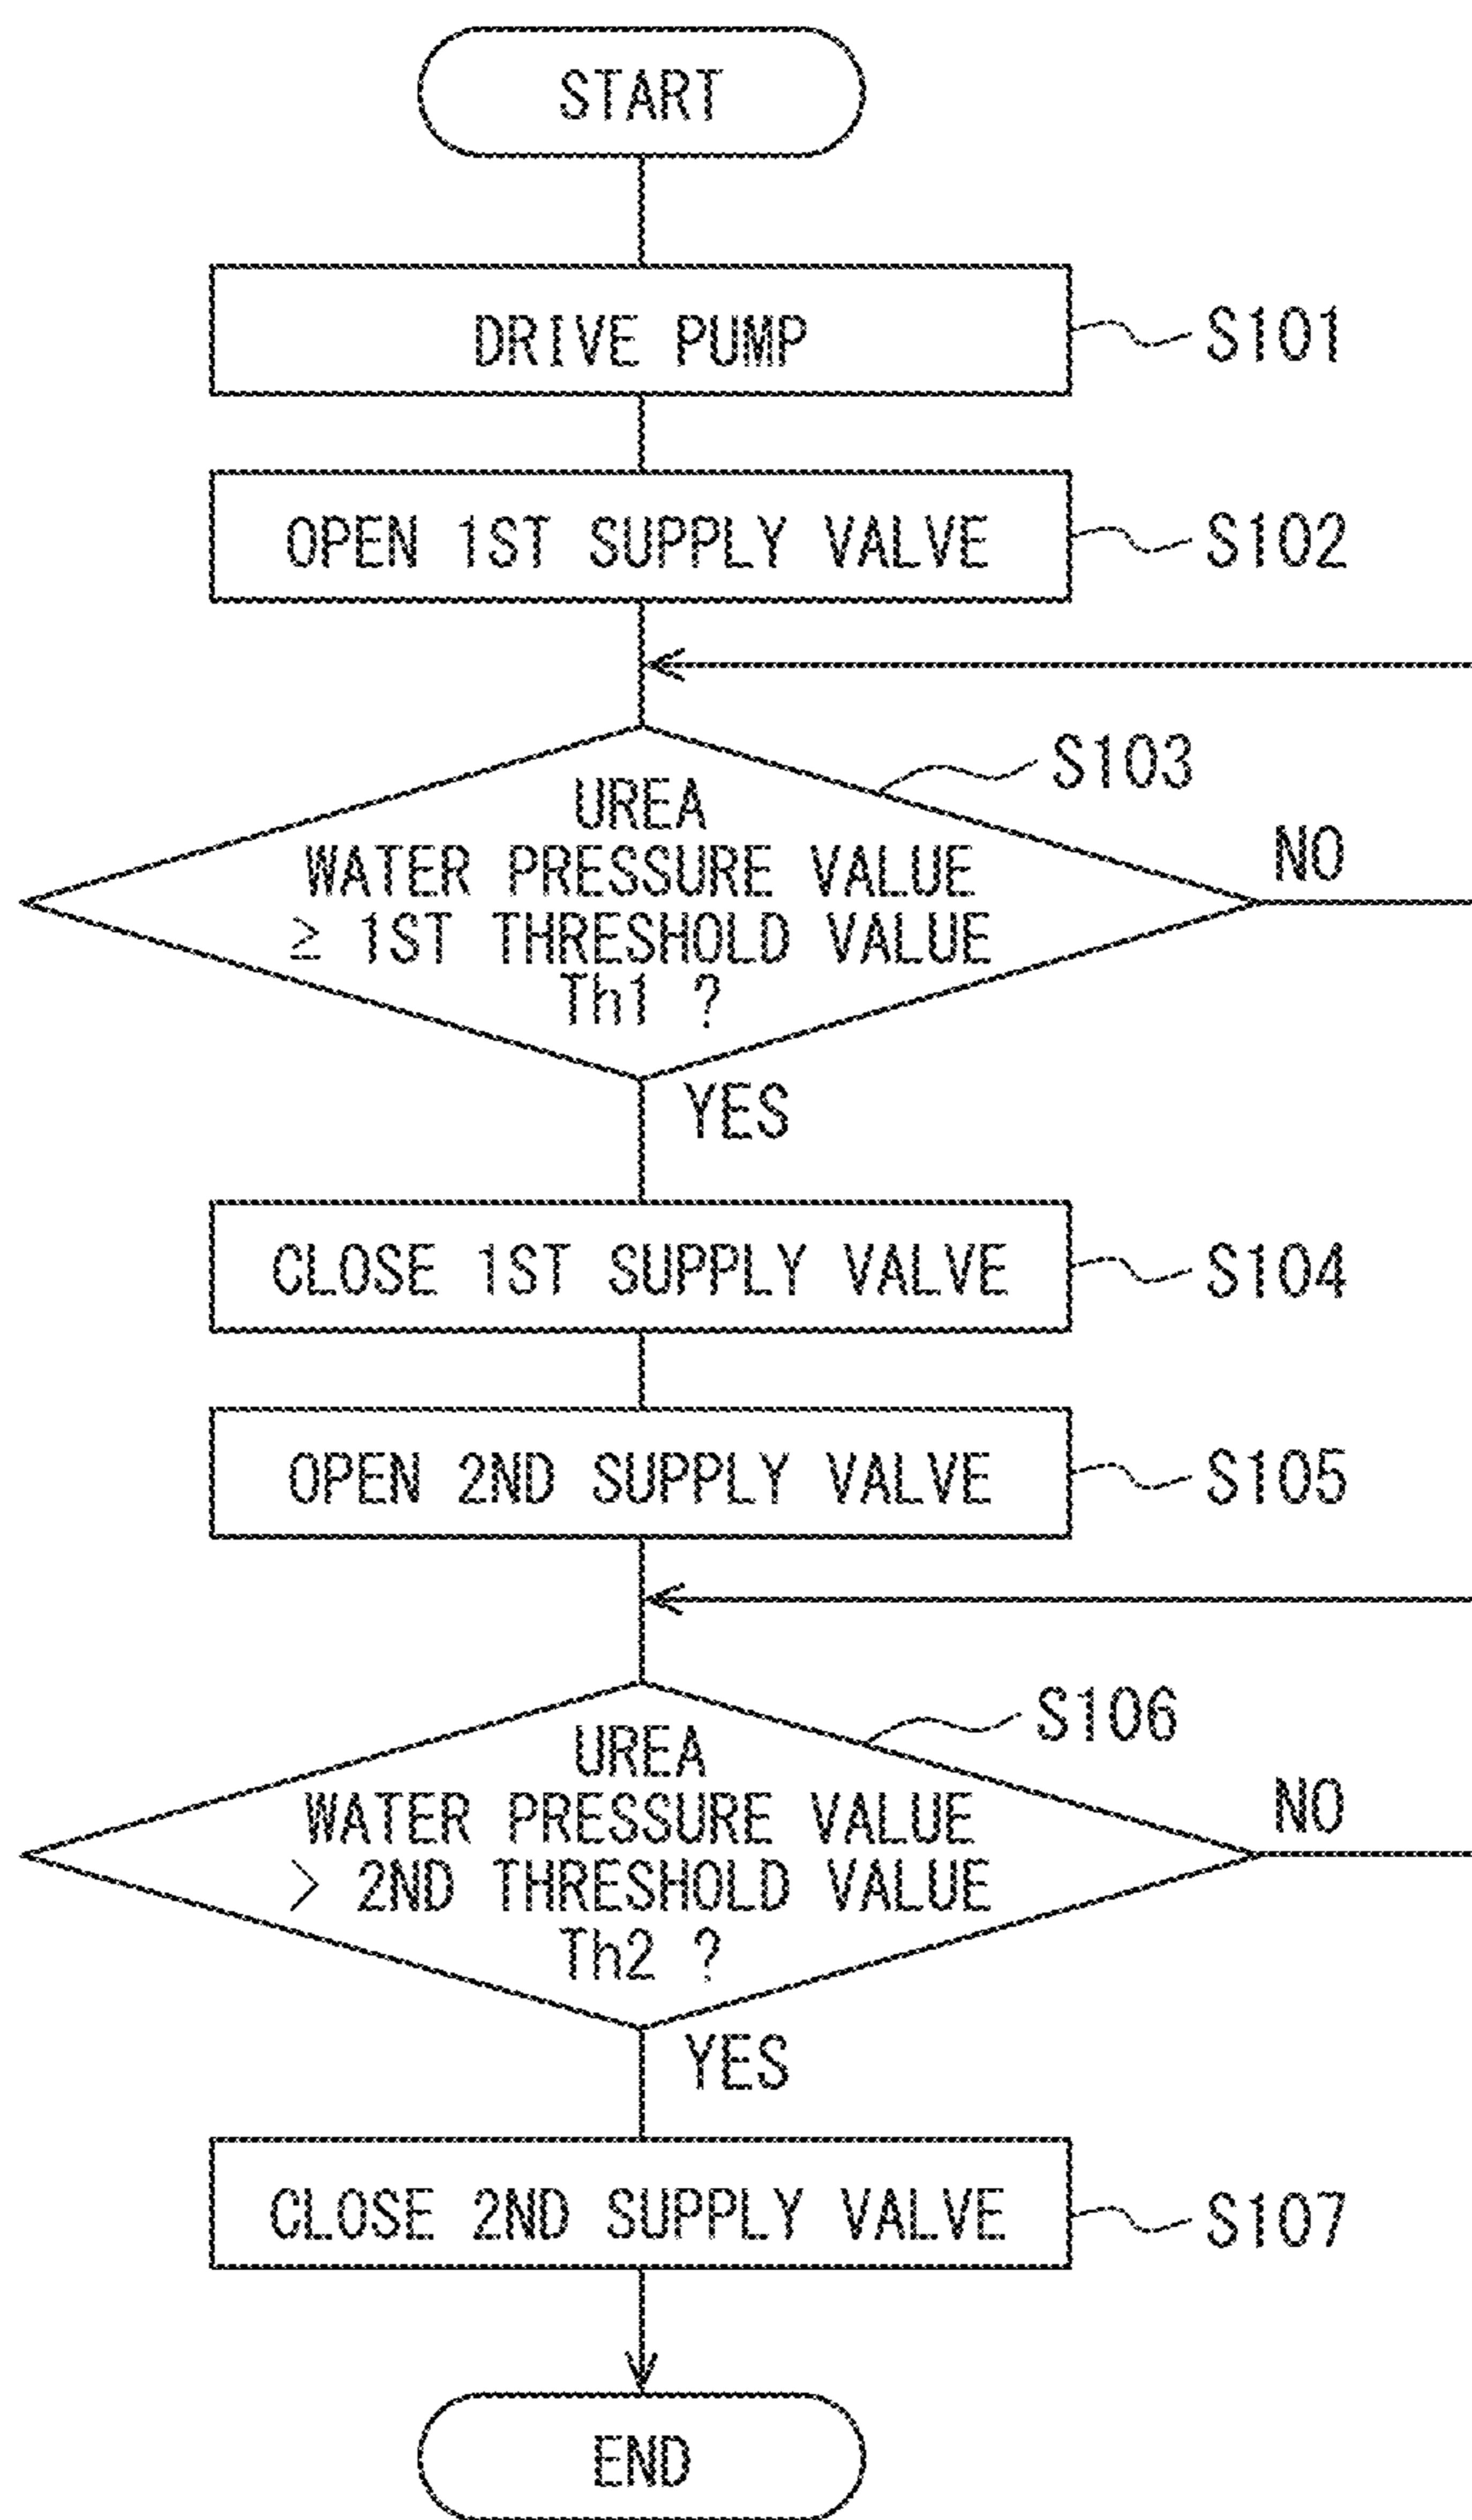 START
DRIVE PUMP
S101
OPEN 1ST SUPPLY VALVE
S102
S103
UREA
WATER PRESSURE VALUE
≥ 1ST THRESHOLD VALUE
Th1 ?
NO
YES
CLOSE 1ST SUPPLY VALVE
S104
OPEN 2ND SUPPLY VALVE
S105
S106
UREA
WATER PRESSURE VALUE
> 2ND THRESHOLD VALUE
Th2 ?
NO
YES
CLOSE 2ND SUPPLY VALVE
S107
END